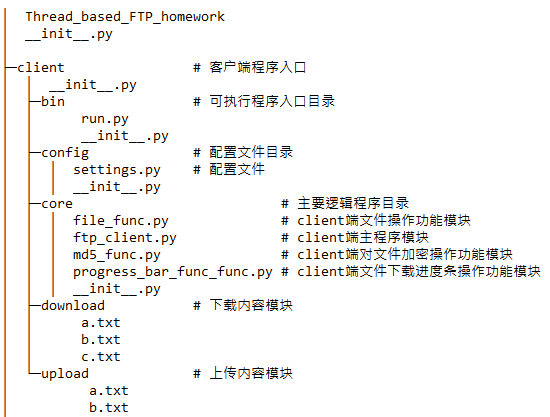 Thread_based_FTP_homework
__init__.py
client # 客户端程序入口
__init__.py
bin # 可执行程序入口目录
run.py
__init__.py
config # 配置文件目录
settings.py # 配置文件
__init__.py
core # 主要逻辑程序目录
file_func.py # client端文件操作功能模块
ftp_client.py # client端主程序模块
md5_func.py # client端对文件加密操作功能模块
progress_bar_func_func.py # client端文件下载进度条操作功能模块
__init__.py
download # 下载内容模块
a.txt
b.txt
c.txt
upload # 上传内容模块
a.txt
b.txt